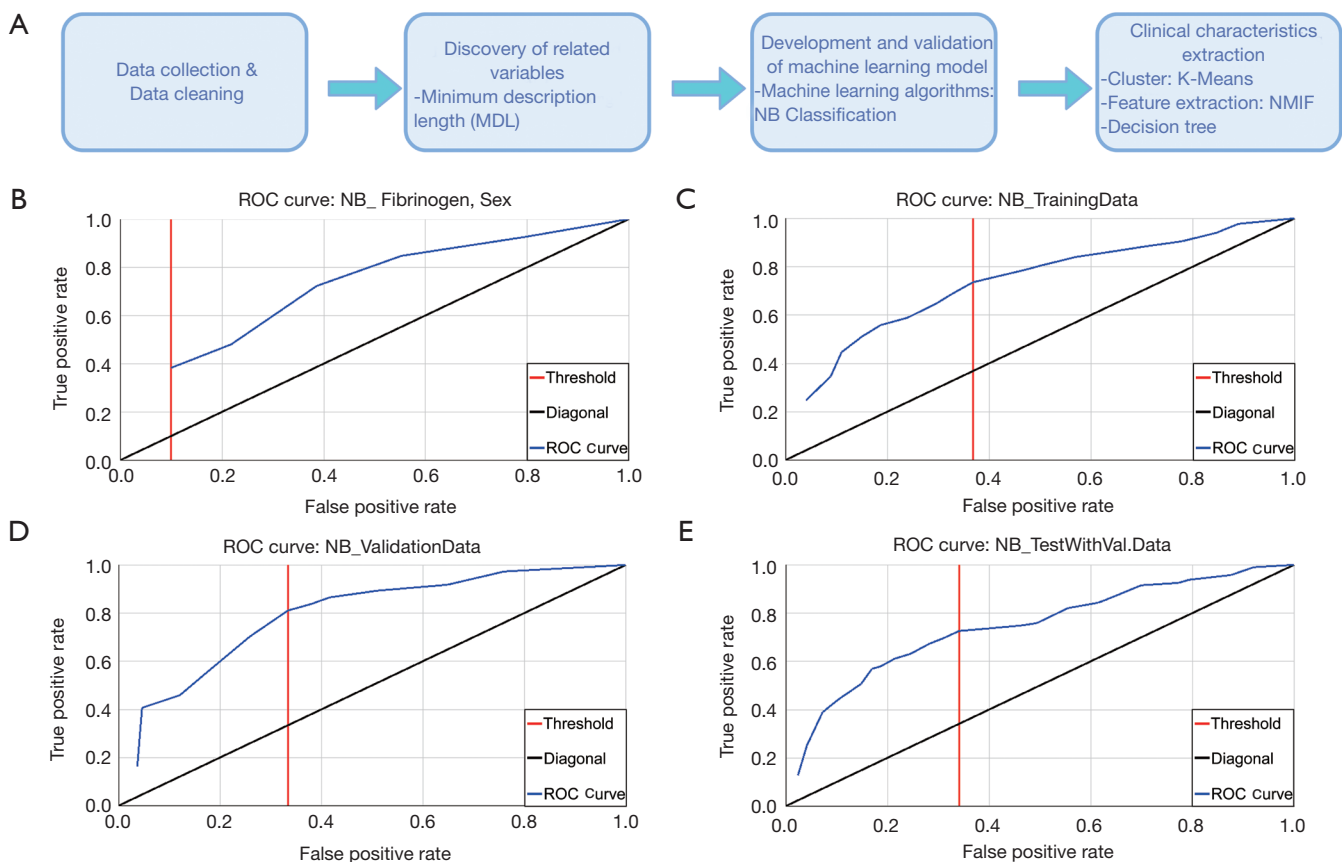 A
Data collection &
Data cleaning
Discovery of related
variables
-Minimum description
length (MDL)
Development and validation
of machine learning model
-Machine learning algorithms:
NB Classification
Clinical characteristics
extraction
-Cluster: K-Means
-Feature extraction: NMIF
-Decision tree
B
ROC curve: NB_ Fibrinogen, Sex
True positive rate
1.0
0.8
0.6
0.4
0.2
0.0
Threshold
Diagonal
ROC curve
0.0 0.2 0.4 0.6 0.8 1.0
False positive rate
C
ROC curve: NB_TrainingData
True positive rate
1.0
0.8
0.6
0.4
0.2
0.0
Threshold
Diagonal
ROC curve
0.0 0.2 0.4 0.6 0.8 1.0
False positive rate
D
ROC curve: NB_ValidationData
True positive rate
1.0
0.8
0.6
0.4
0.2
0.0
Threshold
Diagonal
ROC curve
0.0 0.2 0.4 0.6 0.8 1.0
False positive rate
E
ROC curve: NB_TestWithVal.Data
True positive rate
1.0
0.8
0.6
0.4
0.2
0.0
Threshold
Diagonal
ROC curve
0.0 0.2 0.4 0.6 0.8 1.0
False positive rate